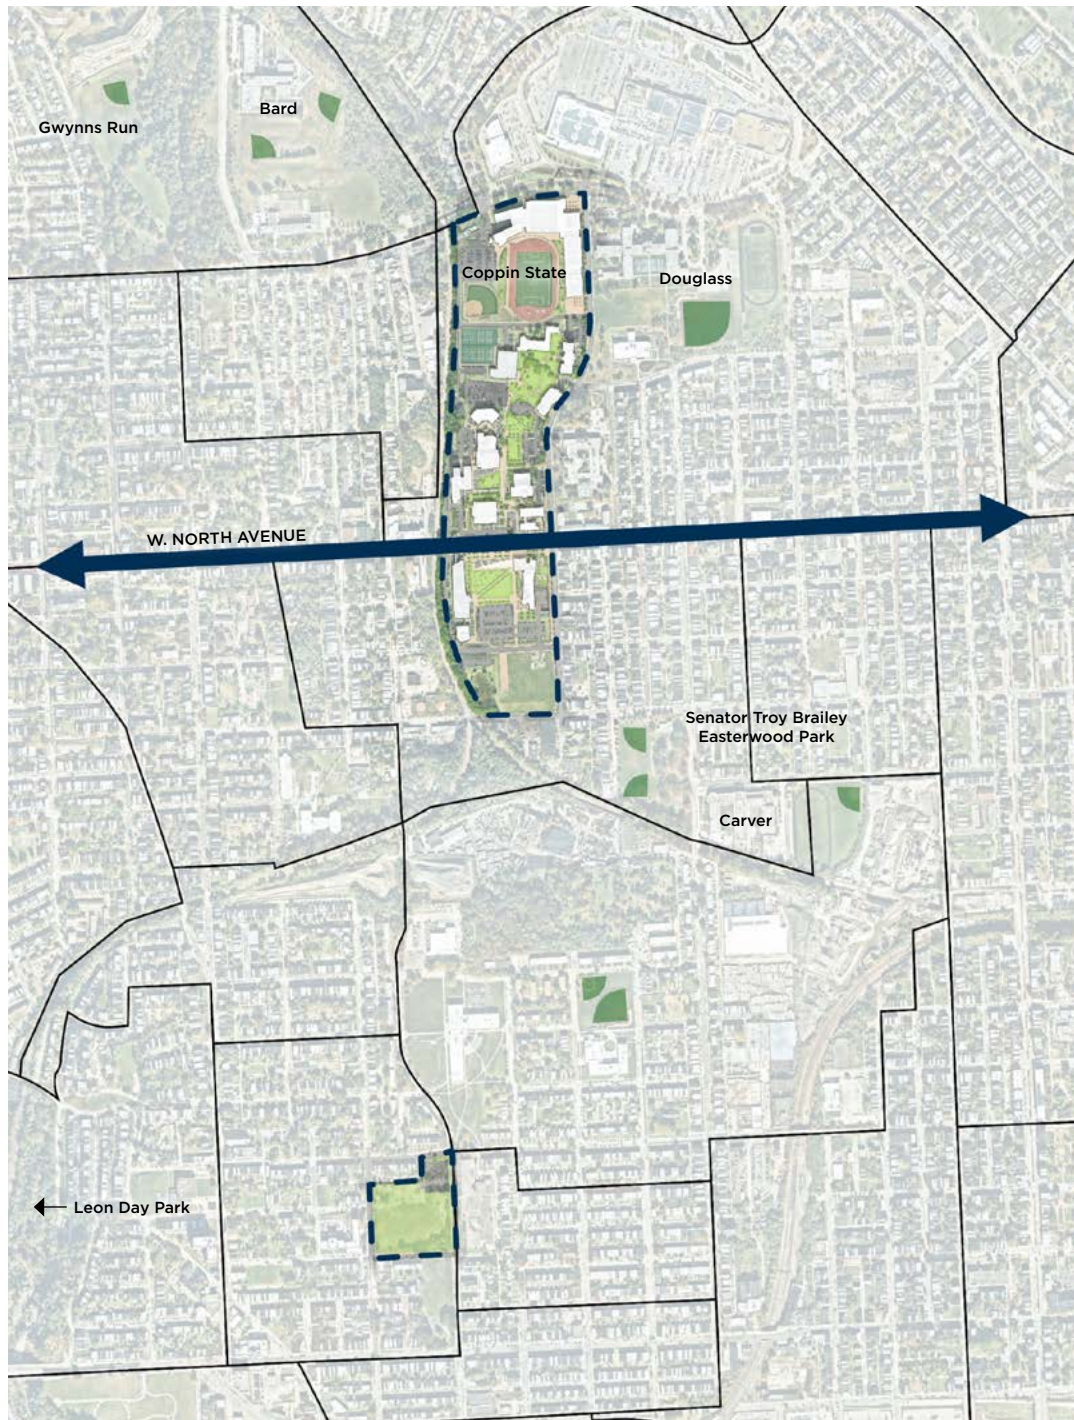 Bard
Gwynns Run
Coppin State
Douglass
W. NORTH AVENUE
Senator Troy Brailey
Easterwood Park
Carver
Leon Day Park